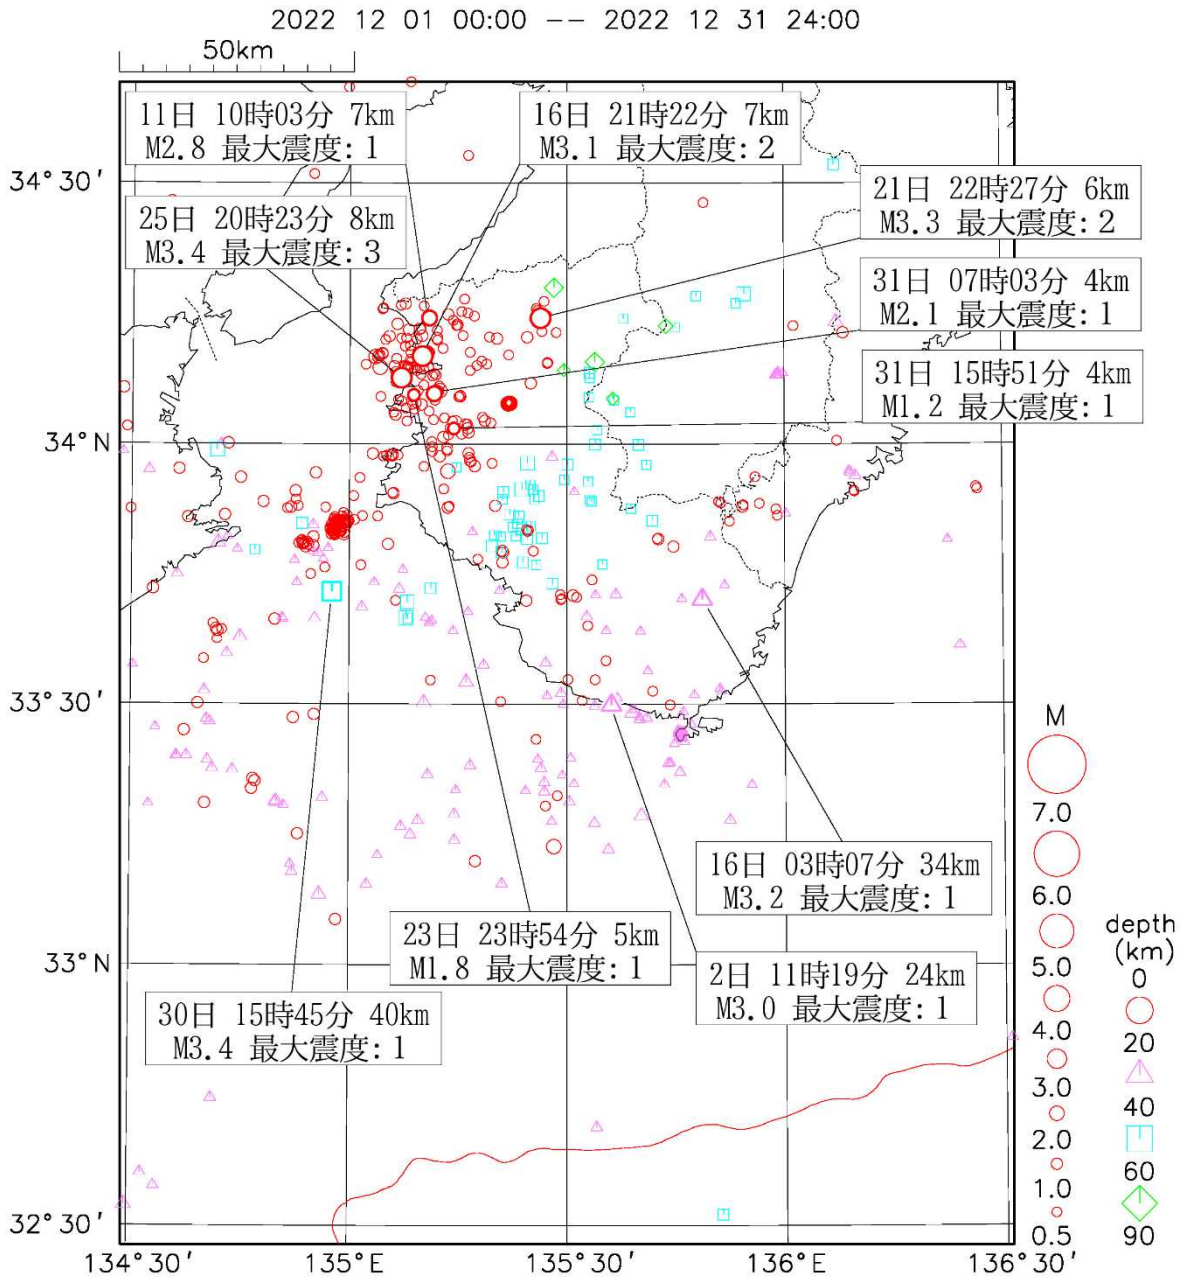 2022 12 01 00:00 -- 2022 12 31 24:00
50km
11日 10時03分 7km
M2.8 最大震度:1
16日 21時22分 7km
M3.1 最大震度:2
34°30′
21日 22時27分 6km
M3.3 最大震度:2
25日 20時23分 8km
M3.4 最大震度:3
31日 07時03分 4km
M2.1 最大震度:1
31日 15時51分 4km
M1.2 最大震度:1
34°N
33°30′
16日 03時07分 34km
M3.2 最大震度:1
23日 23時54分 5km
M1.8 最大震度:1
2日 11時19分 24km
M3.0 最大震度:1
33°N
30日 15時45分 40km
M3.4 最大震度:1
32°30′
134°30′
135°E
135°30′
136°E
136°30′
M
7.0
6.0
5.0
4.0
3.0
2.0
1.0
0.5
depth
(km)
0
20
40
60
90